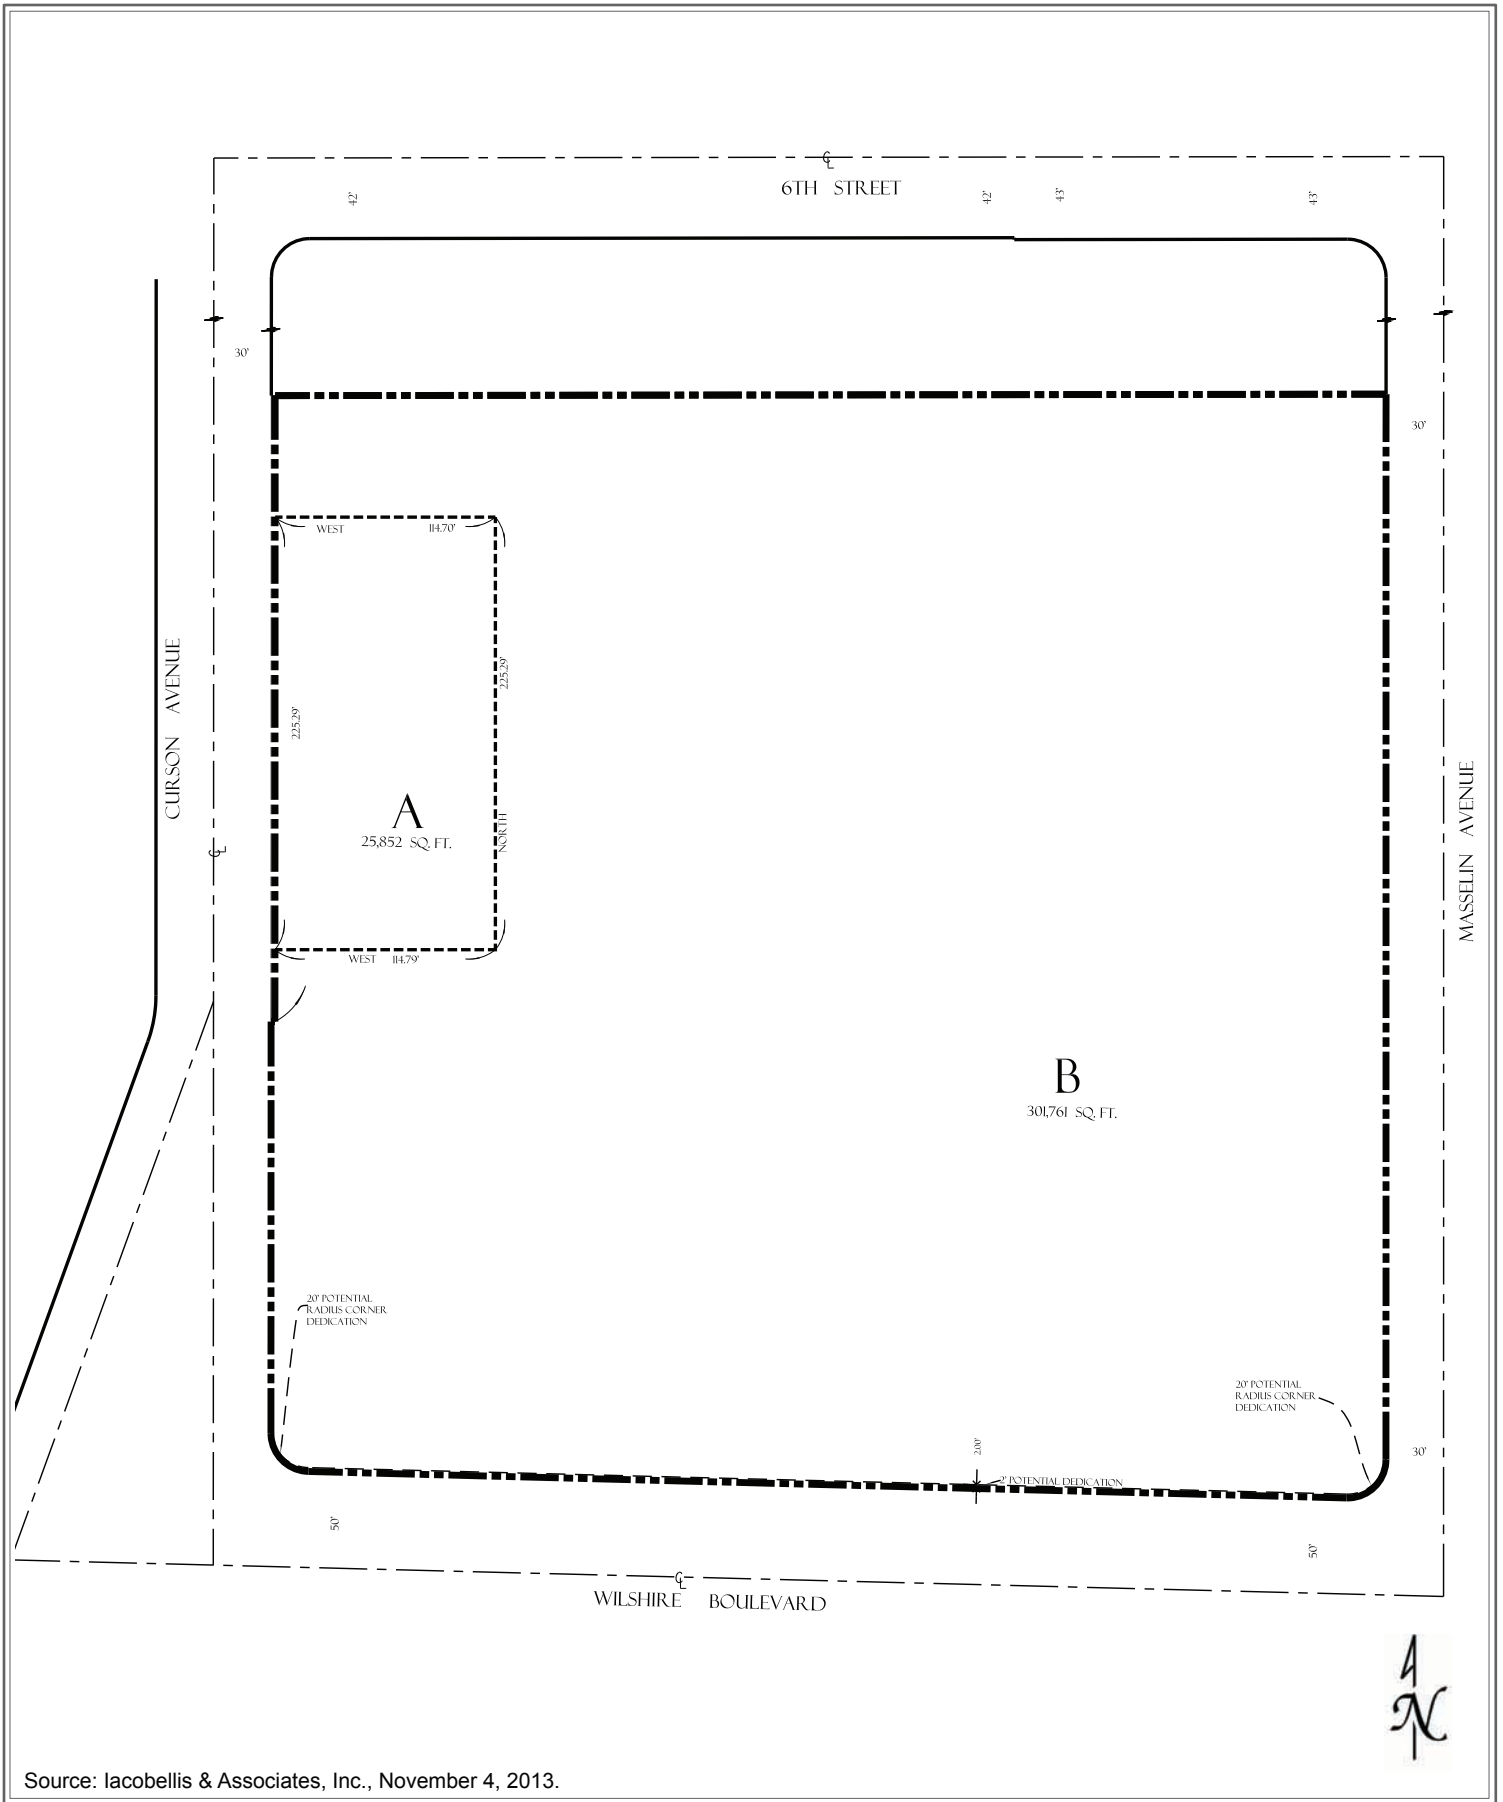 6TH STREET
42'
42'
43'
43'
30'
30'
WEST 114.70'
225.29'
225.29'
NORTH
CURSON AVENUE
MASSELIN AVENUE
A
25,852 SQ. FT.
WEST 114.79'
B
301,761 SQ. FT.
20' POTENTIAL
RADIUS CORNER
DEDICATION
20' POTENTIAL
RADIUS CORNER
DEDICATION
30'
2.00'
2' POTENTIAL DEDICATION
50'
50'
WILSHIRE BOULEVARD
N
Source: Iacobellis & Associates, Inc., November 4, 2013.